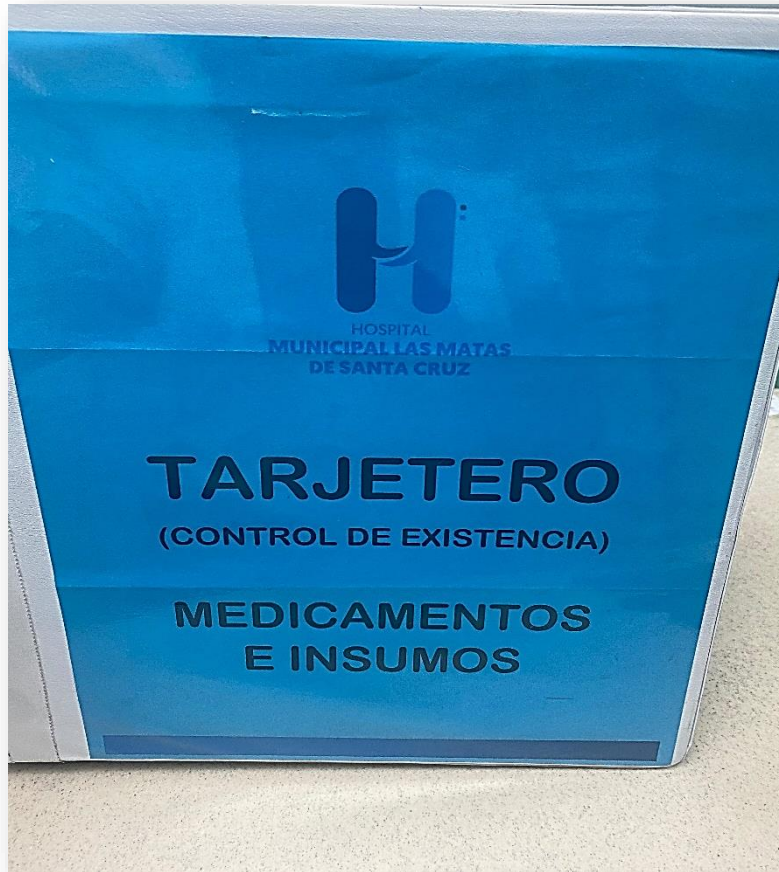 HOSPITAL
MUNICIPAL LAS MATAS
DE SANTA CRUZ
TARJETERO
(CONTROL DE EXISTENCIA)
MEDICAMENTOS
E INSUMOS